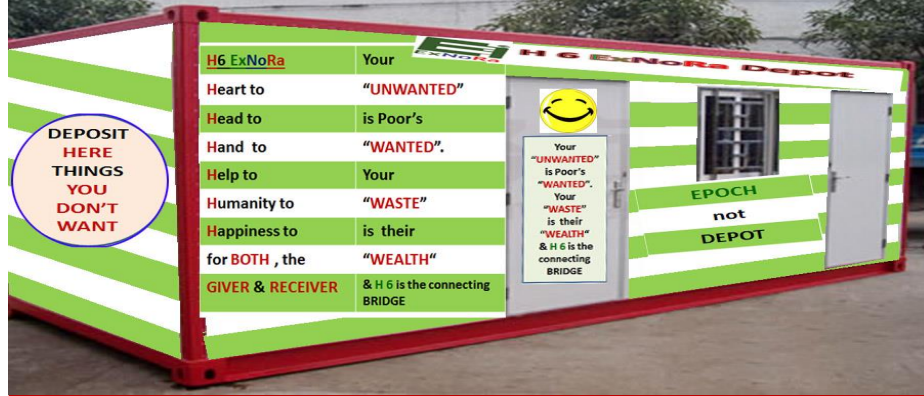 DEPOSIT
HERE
THINGS
YOU
DON'T
WANT
H6 ExNoRa Your
Heart to "UNWANTED"
Head to is Poor's
Hand to "WANTED".
Help to Your
Humanity to "WASTE"
Happiness to is their
for BOTH , the "WEALTH"
GIVER & RECEIVER & H 6 is the connecting
BRIDGE
ExNoRa
H 6 ExNoRa Depot
Your
"UNWANTED"
is Poor's
"WANTED".
Your
"WASTE"
is their
"WEALTH"
& H 6 is the
connecting
BRIDGE
EPOCH
not
DEPOT